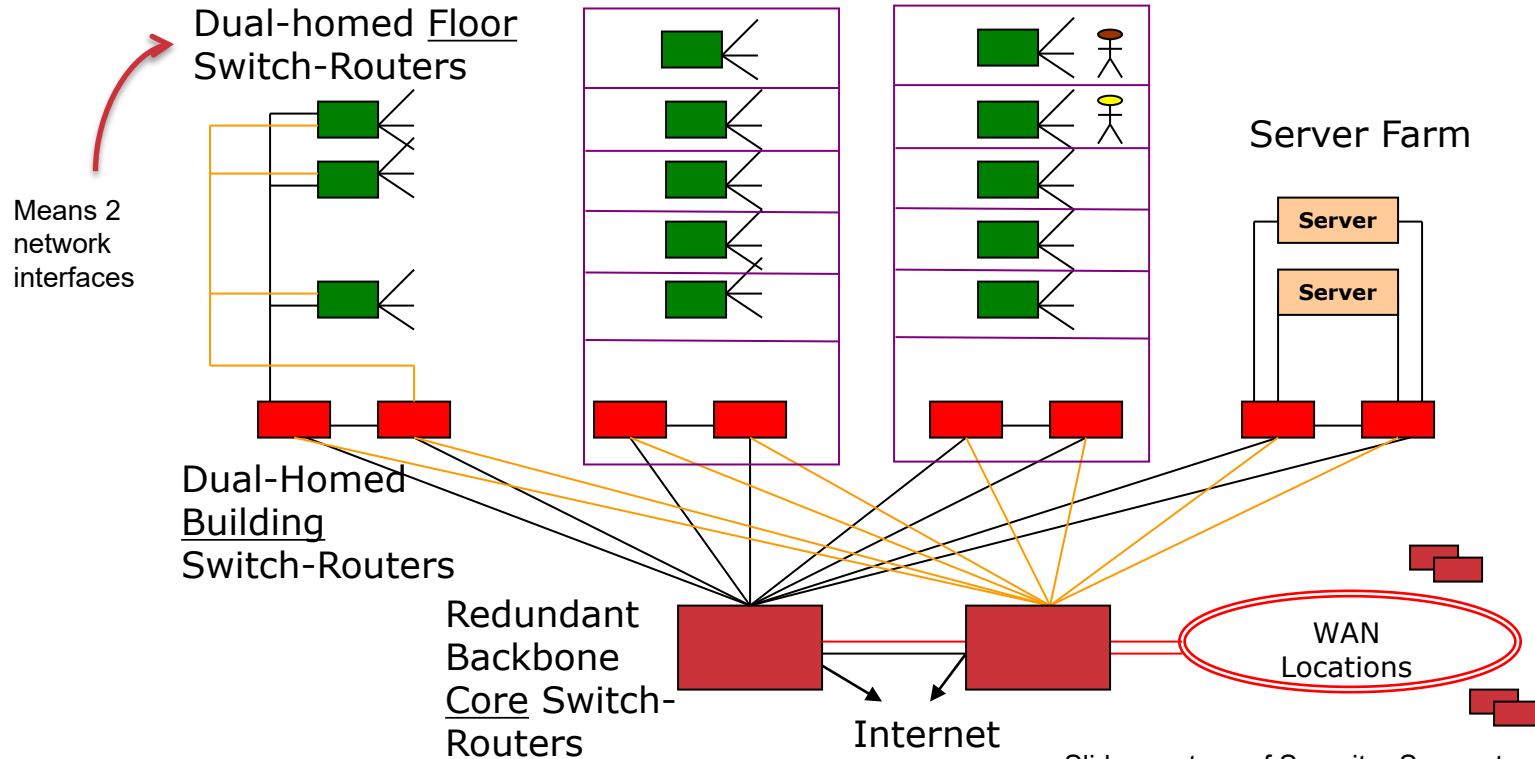 Dual-homed Floor
Switch-Routers
Means 2
network
interfaces
Server Farm
Server
Server
Dual-Homed
Building
Switch-Routers
Redundant
Backbone
Core Switch-
Routers
WAN
Locations
Internet